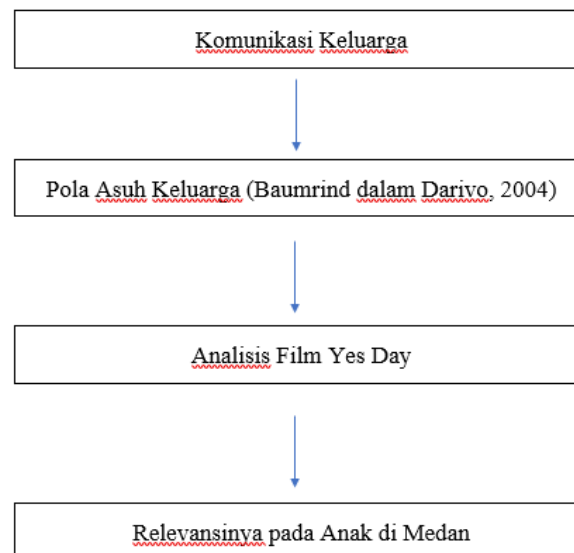 Komunikasi Keluarga
Pola Asuh Keluarga (Baumrind dalam Darivo, 2004)
Analisis Film Yes Day
Relevansinya pada Anak di Medan